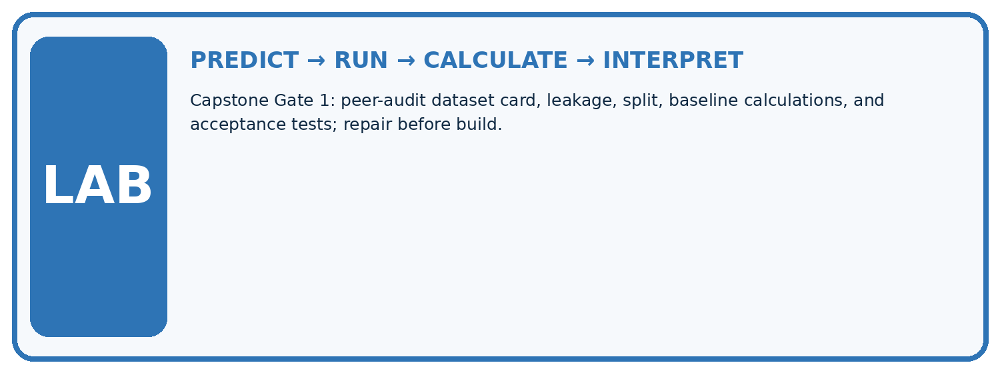 LAB
PREDICT → RUN → CALCULATE → INTERPRET
Capstone Gate 1: peer-audit dataset card, leakage, split, baseline calculations, and
acceptance tests; repair before build.